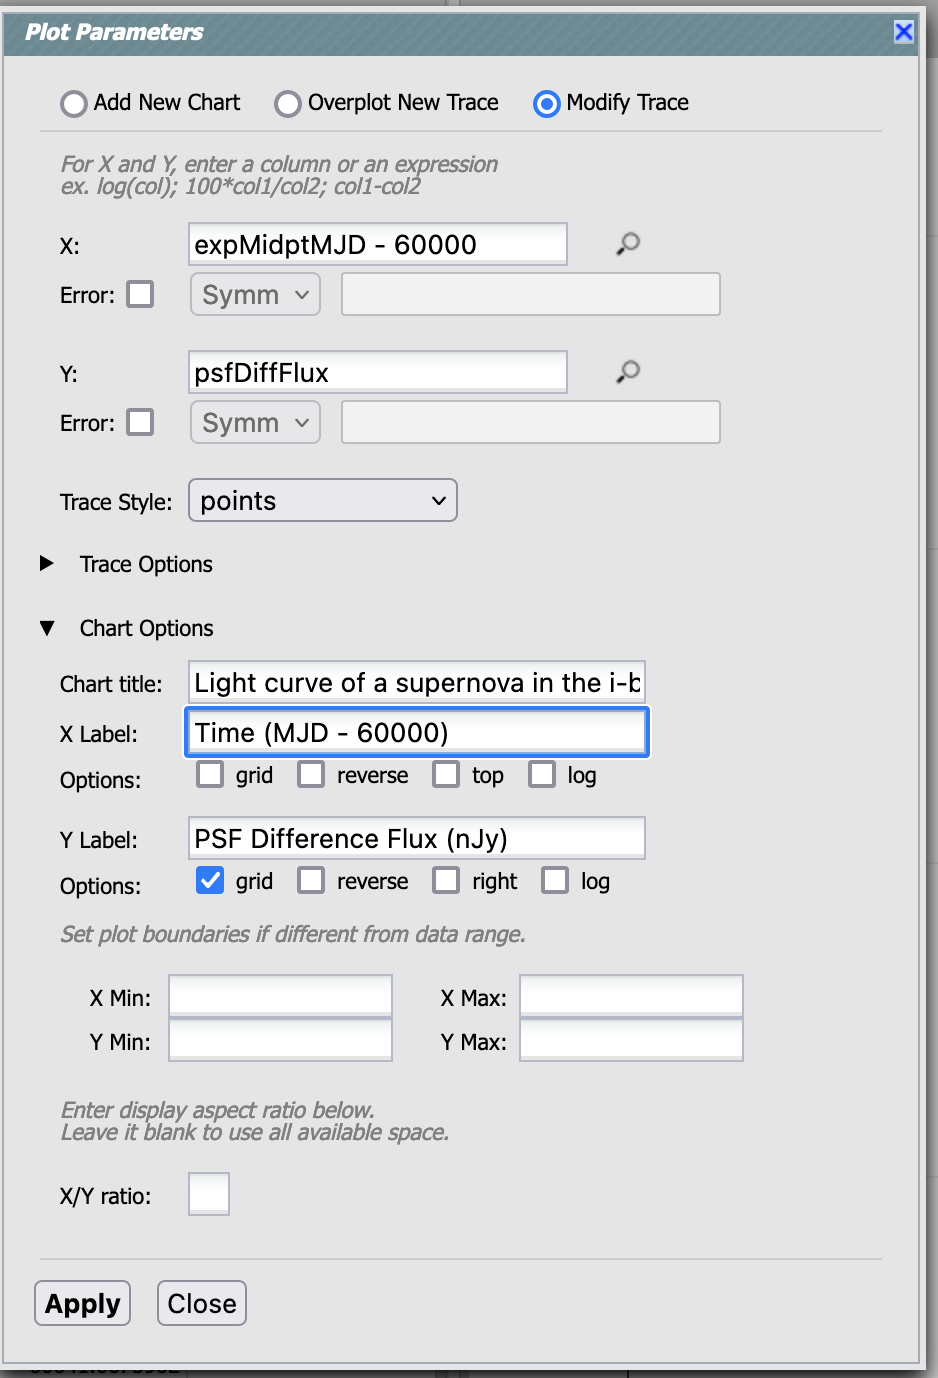 Plot Parameters
Add New Chart Overplot New Trace Modify Trace
For X and Y, enter a column or an expression
ex. log(col); 100*col1/col2; col1-col2
X: expMidptMJD - 60000
Error: Symm
Y: psfDiffFlux
Error: Symm
Trace Style: points
Trace Options
Chart Options
Chart title: Light curve of a supernova in the i-b
X Label: Time (MJD - 60000)
Options: grid reverse top log
Y Label: PSF Difference Flux (nJy)
Options: grid reverse right log
Set plot boundaries if different from data range.
X Min: X Max:
Y Min: Y Max:
Enter display aspect ratio below.
Leave it blank to use all available space.
X/Y ratio:
Apply Close